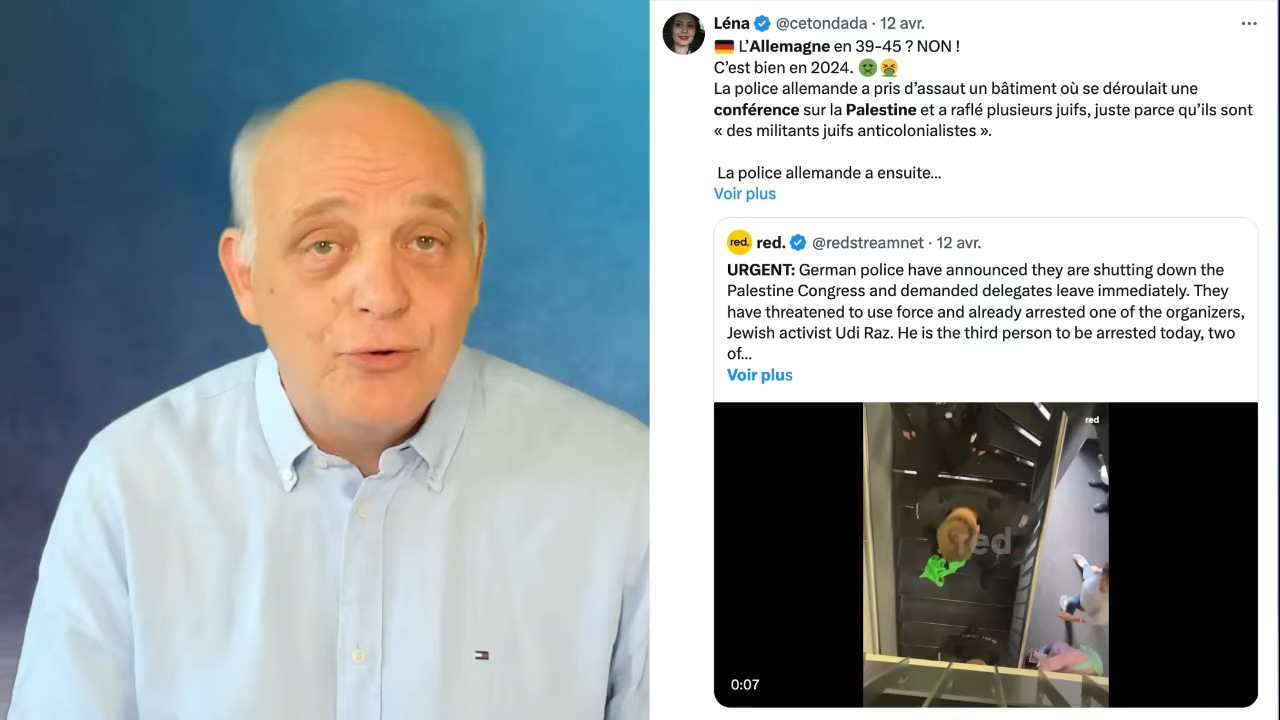 Léna @cetondada · 12 avr.
L'Allemagne en 39-45 ? NON !
C'est bien en 2024.
La police allemande a pris d'assaut un bâtiment où se déroulait une
conférence sur la Palestine et a raflé plusieurs juifs, juste parce qu'ils sont
« des militants juifs anticolonialistes ».
La police allemande a ensuite...
Voir plus
red. red. @redstreamnet · 12 avr.
URGENT: German police have announced they are shutting down the
Palestine Congress and demanded delegates leave immediately. They
have threatened to use force and already arrested one of the organizers,
Jewish activist Udi Raz. He is the third person to be arrested today, two
of...
Voir plus
red
red
0:07